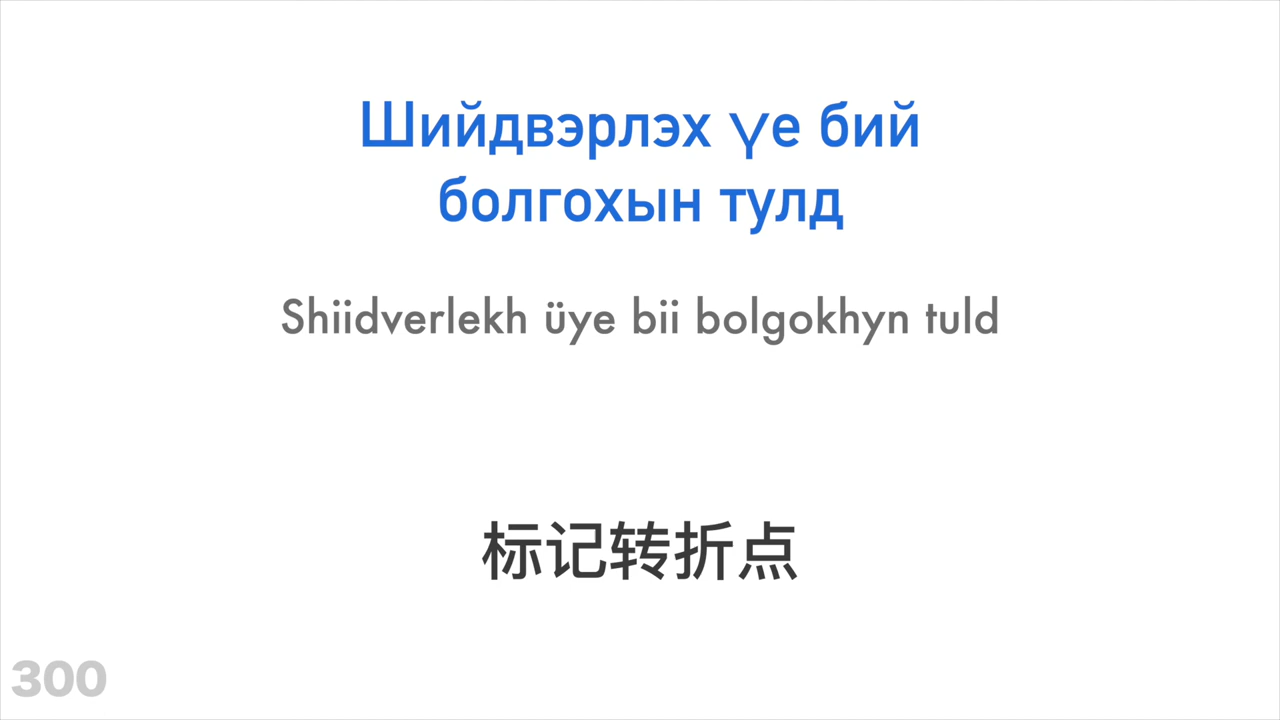 Шийдвэрлэх үе бий
болгохын тулд
Shiidverlekh üye bii bolgokhyn tuld
标记转折点
300